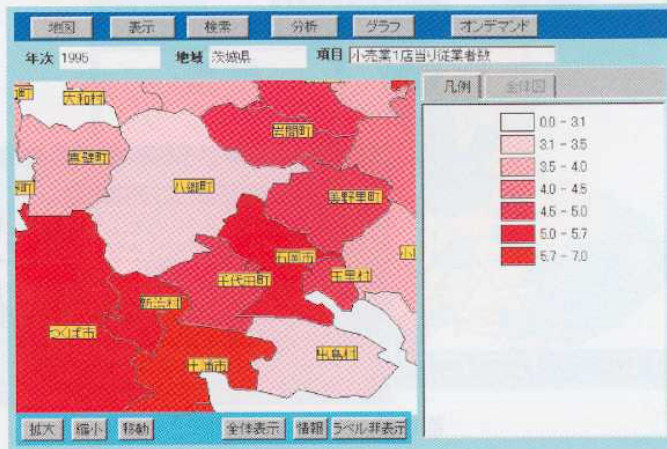 地図 表示 検索 分析 グラフ オンデマンド
年次 1995 地域 茨城県 項目 小売業1店当り従業者数
凡例 全体図
大和村
岩間町
真壁町
八郷町
美野里町
石岡市
千代田町
玉里村
新治村
つくば市
出島村
土浦市
0.0 - 3.1
3.1 - 3.5
3.5 - 4.0
4.0 - 4.5
4.5 - 5.0
5.0 - 5.7
5.7 - 7.0
拡大 縮小 移動 全体表示 情報 ラベル非表示